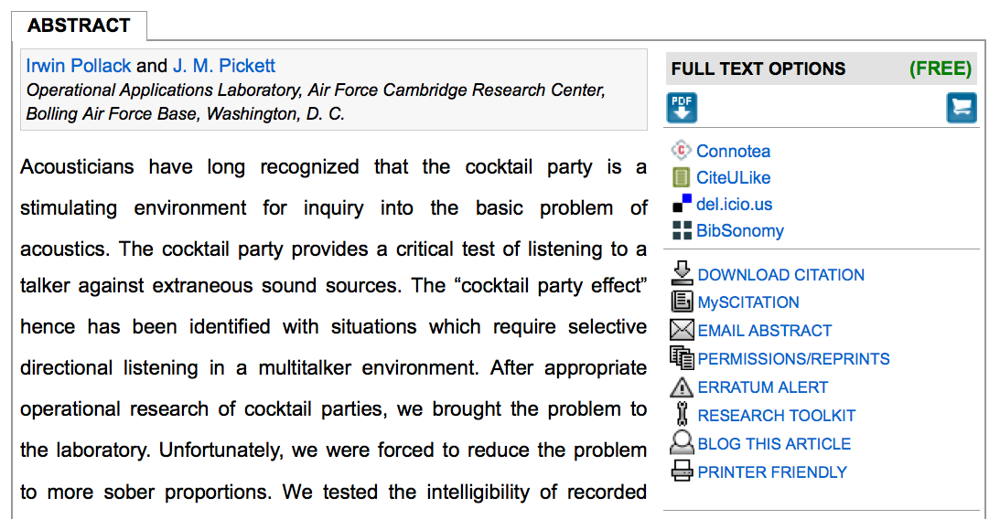 ABSTRACT
Irwin Pollack and J. M. Pickett
Operational Applications Laboratory, Air Force Cambridge Research Center,
Bolling Air Force Base, Washington, D. C.
Acousticians have long recognized that the cocktail party is a
stimulating environment for inquiry into the basic problem of
acoustics. The cocktail party provides a critical test of listening to a
talker against extraneous sound sources. The “cocktail party effect”
hence has been identified with situations which require selective
directional listening in a multitalker environment. After appropriate
operational research of cocktail parties, we brought the problem to
the laboratory. Unfortunately, we were forced to reduce the problem
to more sober proportions. We tested the intelligibility of recorded
FULL TEXT OPTIONS (FREE)
PDF
C Connotea
CiteULike
del.icio.us
BibSonomy
DOWNLOAD CITATION
MySCITATION
EMAIL ABSTRACT
PERMISSIONS/REPRINTS
ERRATUM ALERT
RESEARCH TOOLKIT
BLOG THIS ARTICLE
PRINTER FRIENDLY